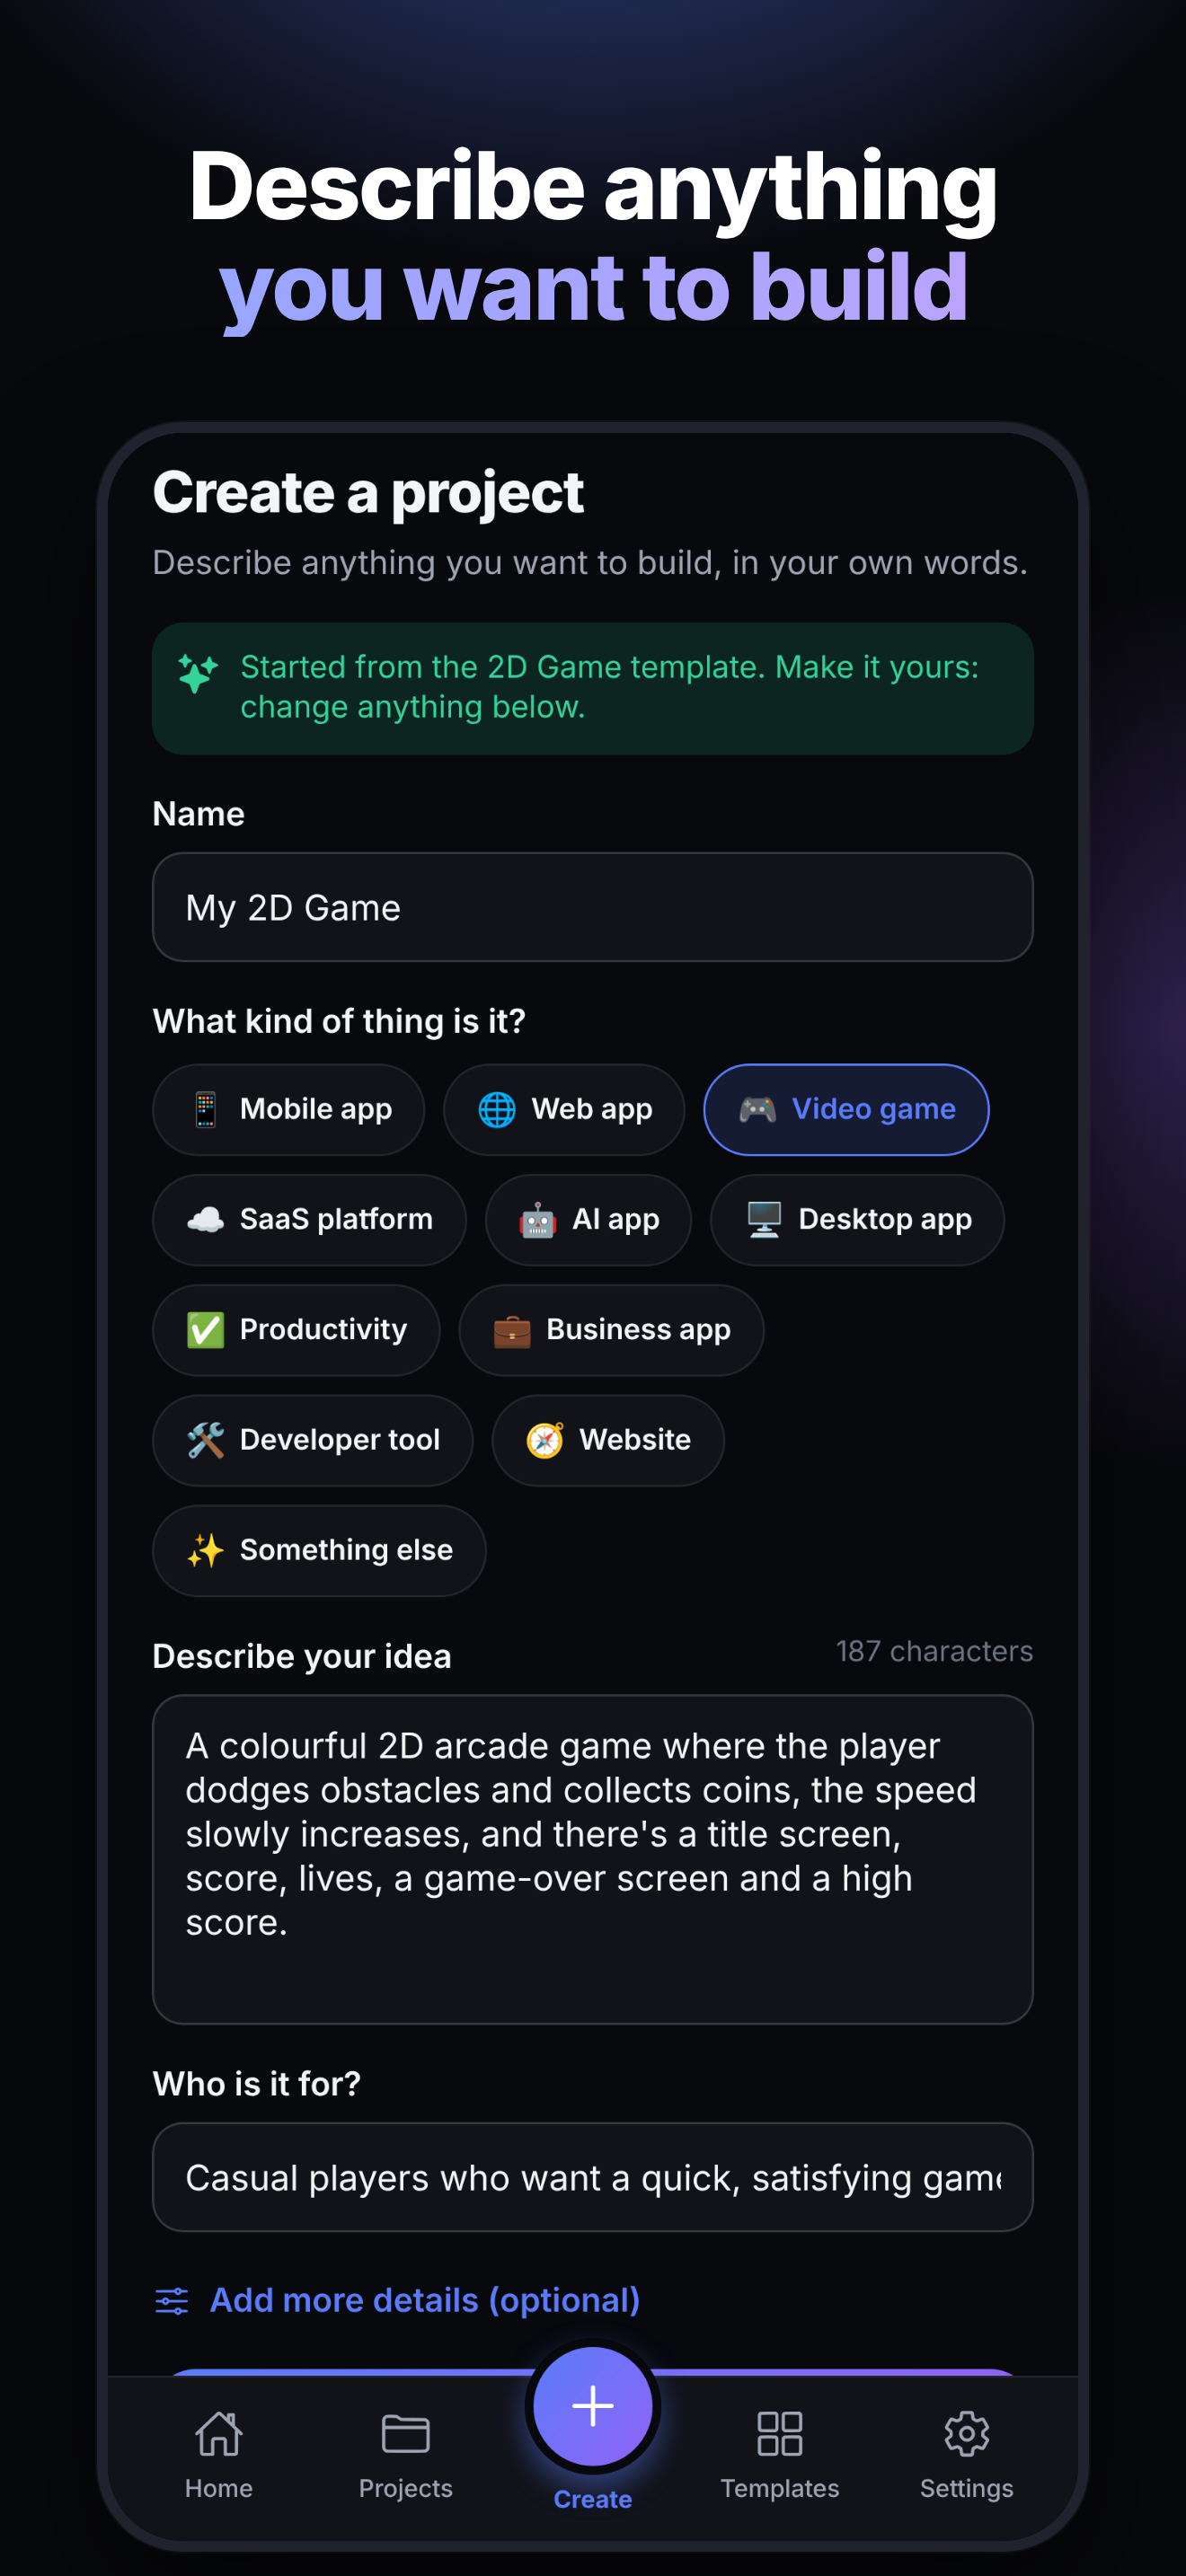 Describe anything
you want to build
Create a project
Describe anything you want to build, in your own words.
Started from the 2D Game template. Make it yours:
change anything below.
Name
My 2D Game
What kind of thing is it?
Mobile app
Web app
Video game
SaaS platform
AI app
Desktop app
Productivity
Business app
Developer tool
Website
Something else
Describe your idea
187 characters
A colourful 2D arcade game where the player
dodges obstacles and collects coins, the speed
slowly increases, and there's a title screen,
score, lives, a game-over screen and a high
score.
Who is it for?
Casual players who want a quick, satisfying game
Add more details (optional)
Home
Projects
Create
Templates
Settings